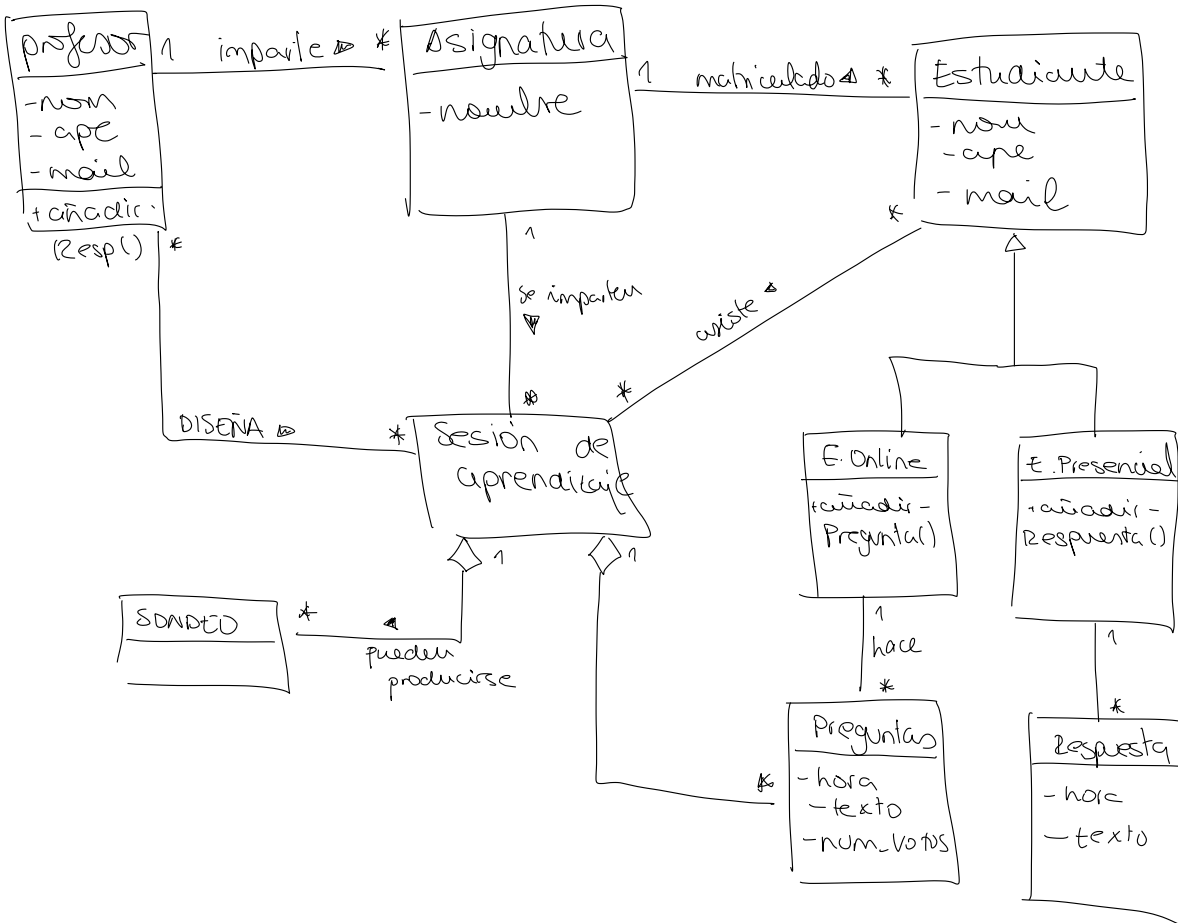 profesor
-nom
-ape
-mail
+añadir-
Resp()
1 imparte *
Asignatura
-nombre
1 matriculado *
Estudiante
-nom
-ape
-mail
*
*
1
se imparten
*
asiste
*
DISEÑA *
Sesión de
aprendizaje
1
1
E.Online
+añadir-
Pregunta()
E.Presencial
+añadir-
Respuesta()
SONDEO
*
pueden
producirse
1
hace
*
1
*
Preguntas
-hora
-texto
-num_votos
*
Respuesta
-hora
-texto